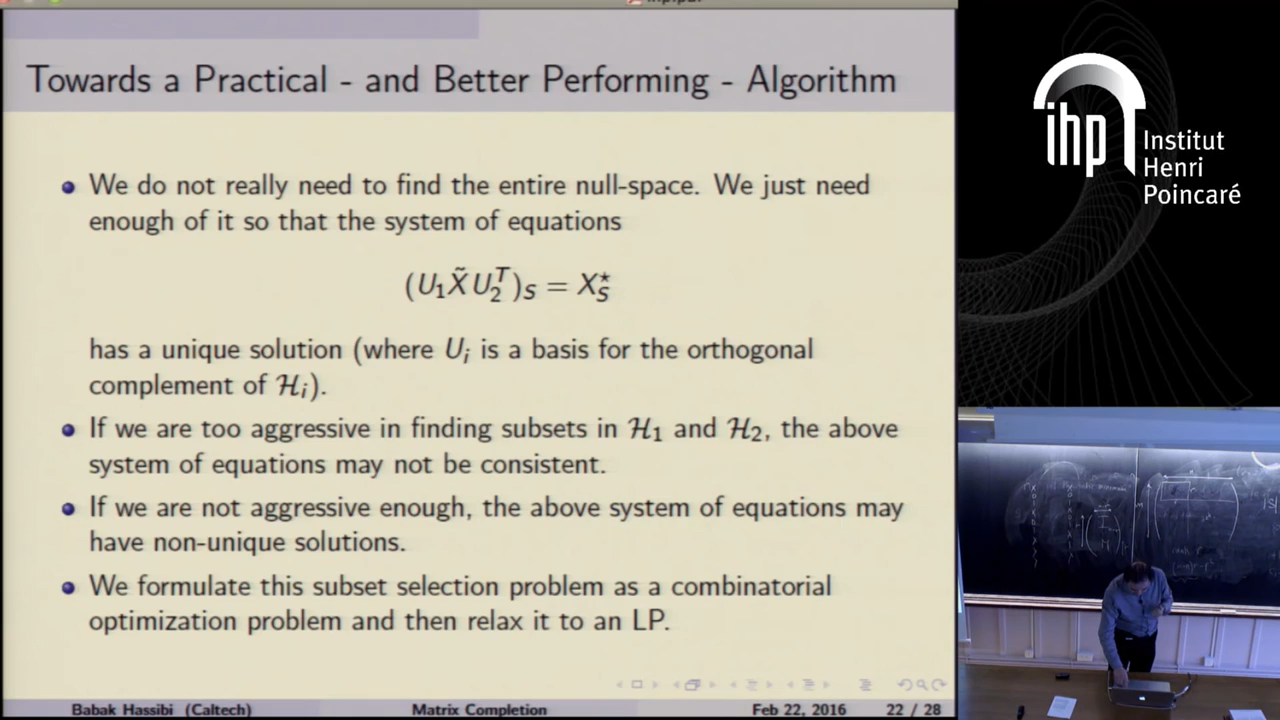 Towards a Practical - and Better Performing - Algorithm
We do not really need to find the entire null-space. We just need
enough of it so that the system of equations
(U₁X̃U₂ᵀ)_S = X*_S
has a unique solution (where Uᵢ is a basis for the orthogonal
complement of ℋᵢ).
If we are too aggressive in finding subsets in ℋ₁ and ℋ₂, the above
system of equations may not be consistent.
If we are not aggressive enough, the above system of equations may
have non-unique solutions.
We formulate this subset selection problem as a combinatorial
optimization problem and then relax it to an LP.
Babak Hassibi (Caltech) Matrix Completion Feb 22, 2016 22 / 28
ihp
Institut
Henri
Poincaré